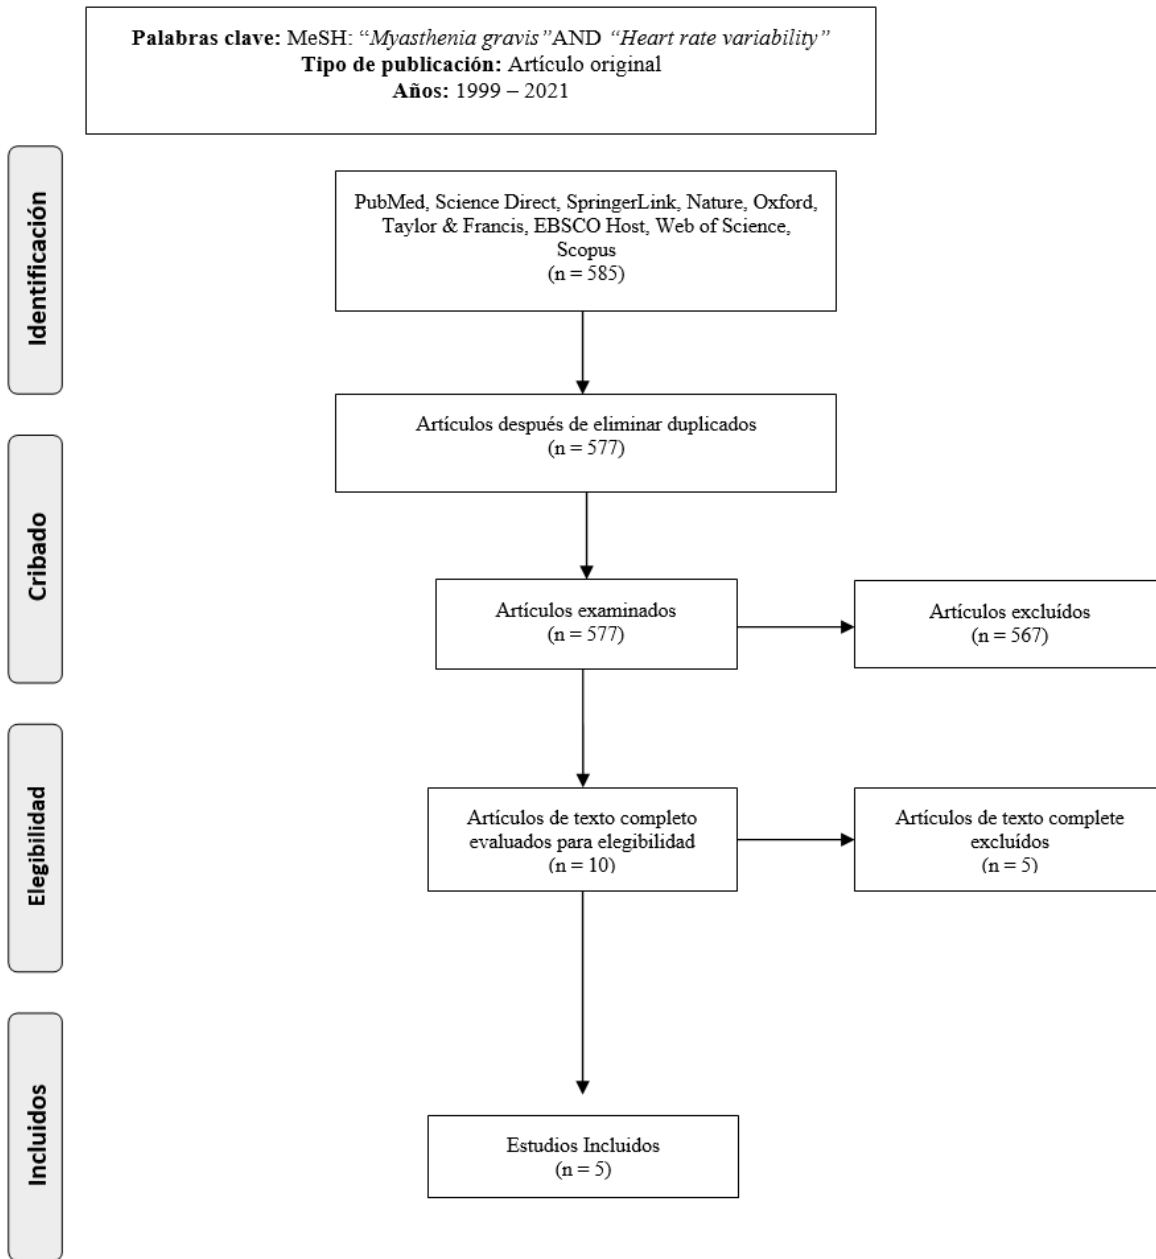 Palabras clave: MeSH: “Myasthenia gravis”AND “Heart rate variability”
Tipo de publicación: Artículo original
Años: 1999 – 2021
Identificación
PubMed, Science Direct, SpringerLink, Nature, Oxford,
Taylor & Francis, EBSCO Host, Web of Science,
Scopus
(n = 585)
Artículos después de eliminar duplicados
(n = 577)
Cribado
Artículos examinados
(n = 577)
Artículos excluídos
(n = 567)
Elegibilidad
Artículos de texto completo
evaluados para elegibilidad
(n = 10)
Artículos de texto complete
excluídos
(n = 5)
Incluidos
Estudios Incluidos
(n = 5)